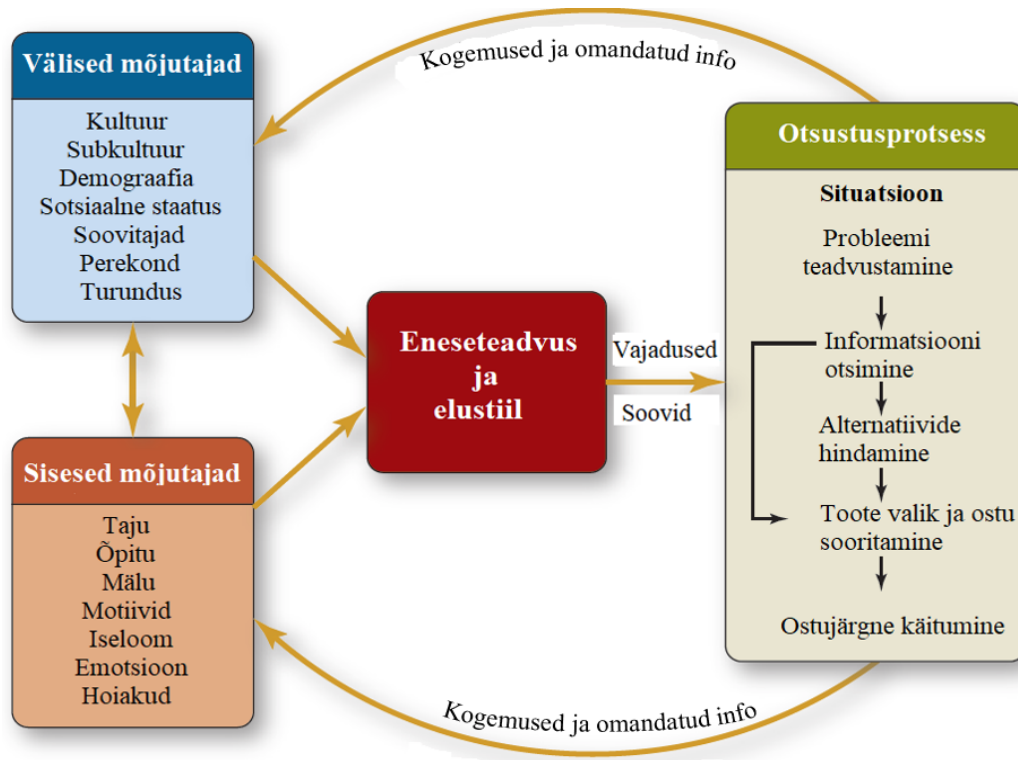 Välised mõjutajad
Kultuur
Subkultuur
Demograafia
Sotsiaalne staatus
Soovitajad
Perekond
Turundus
Sisesed mõjutajad
Taju
Õpitu
Mälu
Motiivid
Iseloom
Emotsioon
Hoiakud
Kogemused ja omandatud info
Eneseteadvus
ja
elustiil
Vajadused
Soovid
Otsustusprotsess
Situatsioon
Probleemi
teadvustamine
Informatsiooni
otsimine
Alternatiivide
hindamine
Toote valik ja ostu
sooritamine
Ostujärgne käitumine
Kogemused ja omandatud info